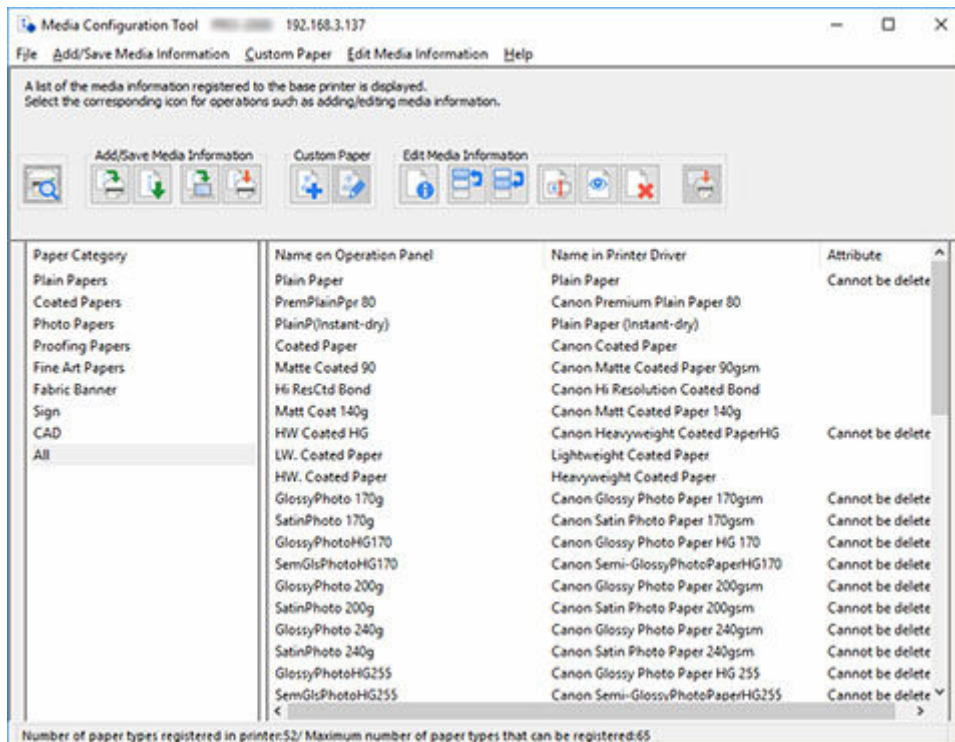 Media Configuration Tool 192.168.3.137
File Add/Save Media Information Custom Paper Edit Media Information Help
A list of the media information registered to the base printer is displayed.
Select the corresponding icon for operations such as adding/editing media information.
Add/Save Media Information Custom Paper Edit Media Information
Paper Category
Plain Papers
Coated Papers
Photo Papers
Proofing Papers
Fine Art Papers
Fabric Banner
Sign
CAD
All
Name on Operation Panel Name in Printer Driver Attribute
Plain Paper Plain Paper Cannot be delete
PremPlainPpr 80 Canon Premium Plain Paper 80
PlainP(Instant-dry) Plain Paper (Instant-dry)
Coated Paper Canon Coated Paper
Matte Coated 90 Canon Matte Coated Paper 90gsm
Hi ResCtd Bond Canon Hi Resolution Coated Bond
Matt Coat 140g Canon Matt Coated Paper 140g
HW Coated HG Canon Heavyweight Coated PaperHG Cannot be delete
LW. Coated Paper Lightweight Coated Paper
HW. Coated Paper Heavyweight Coated Paper
GlossyPhoto 170g Canon Glossy Photo Paper 170gsm Cannot be delete
SatinPhoto 170g Canon Satin Photo Paper 170gsm Cannot be delete
GlossyPhotoHG170 Canon Glossy Photo Paper HG 170 Cannot be delete
SemGlsPhotoHG170 Canon Semi-GlossyPhotoPaperHG170 Cannot be delete
GlossyPhoto 200g Canon Glossy Photo Paper 200gsm Cannot be delete
SatinPhoto 200g Canon Satin Photo Paper 200gsm Cannot be delete
GlossyPhoto 240g Canon Glossy Photo Paper 240gsm Cannot be delete
SatinPhoto 240g Canon Satin Photo Paper 240gsm Cannot be delete
GlossyPhotoHG255 Canon Glossy Photo Paper HG 255 Cannot be delete
SemGlsPhotoHG255 Canon Semi-GlossyPhotoPaperHG255 Cannot be delete
Number of paper types registered in printer:52/ Maximum number of paper types that can be registered:65